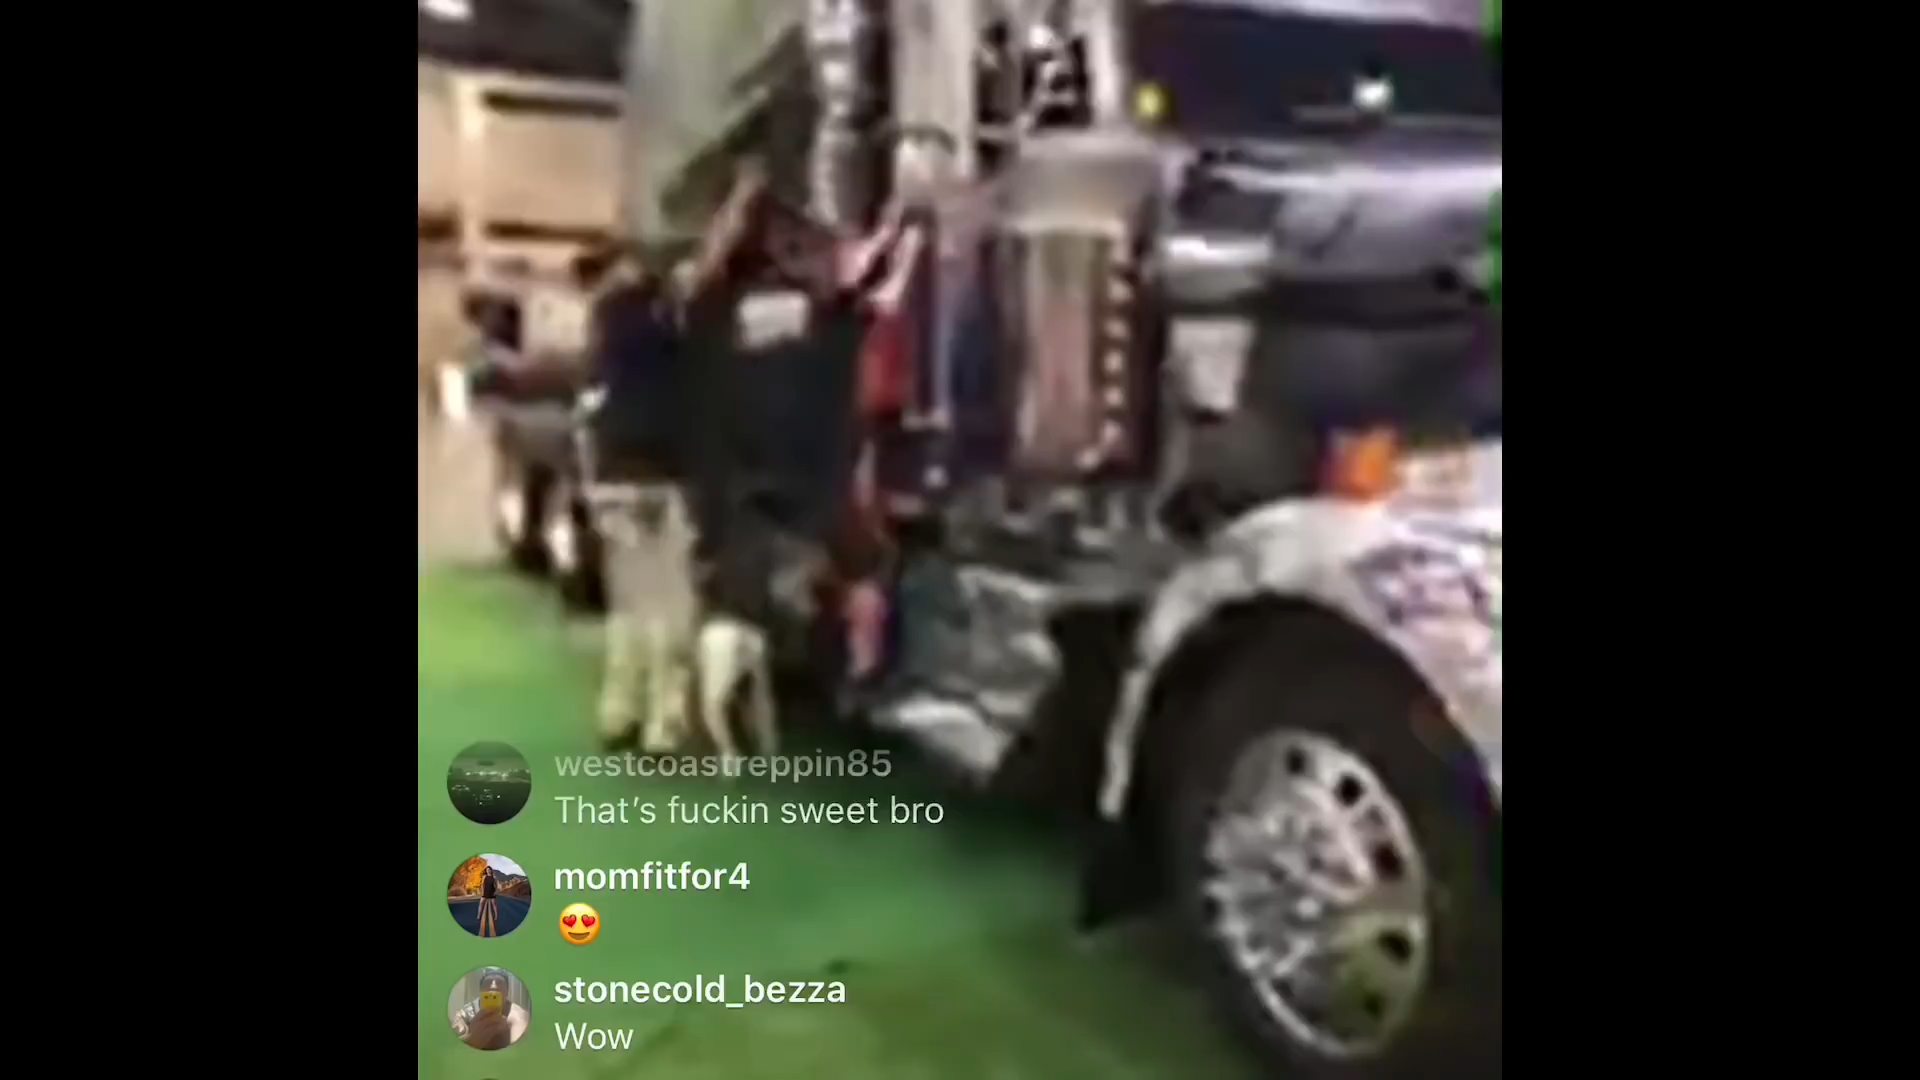 westcoastreppin85
That’s fuckin sweet bro
momfitfor4
😍
stonecold_bezza
Wow